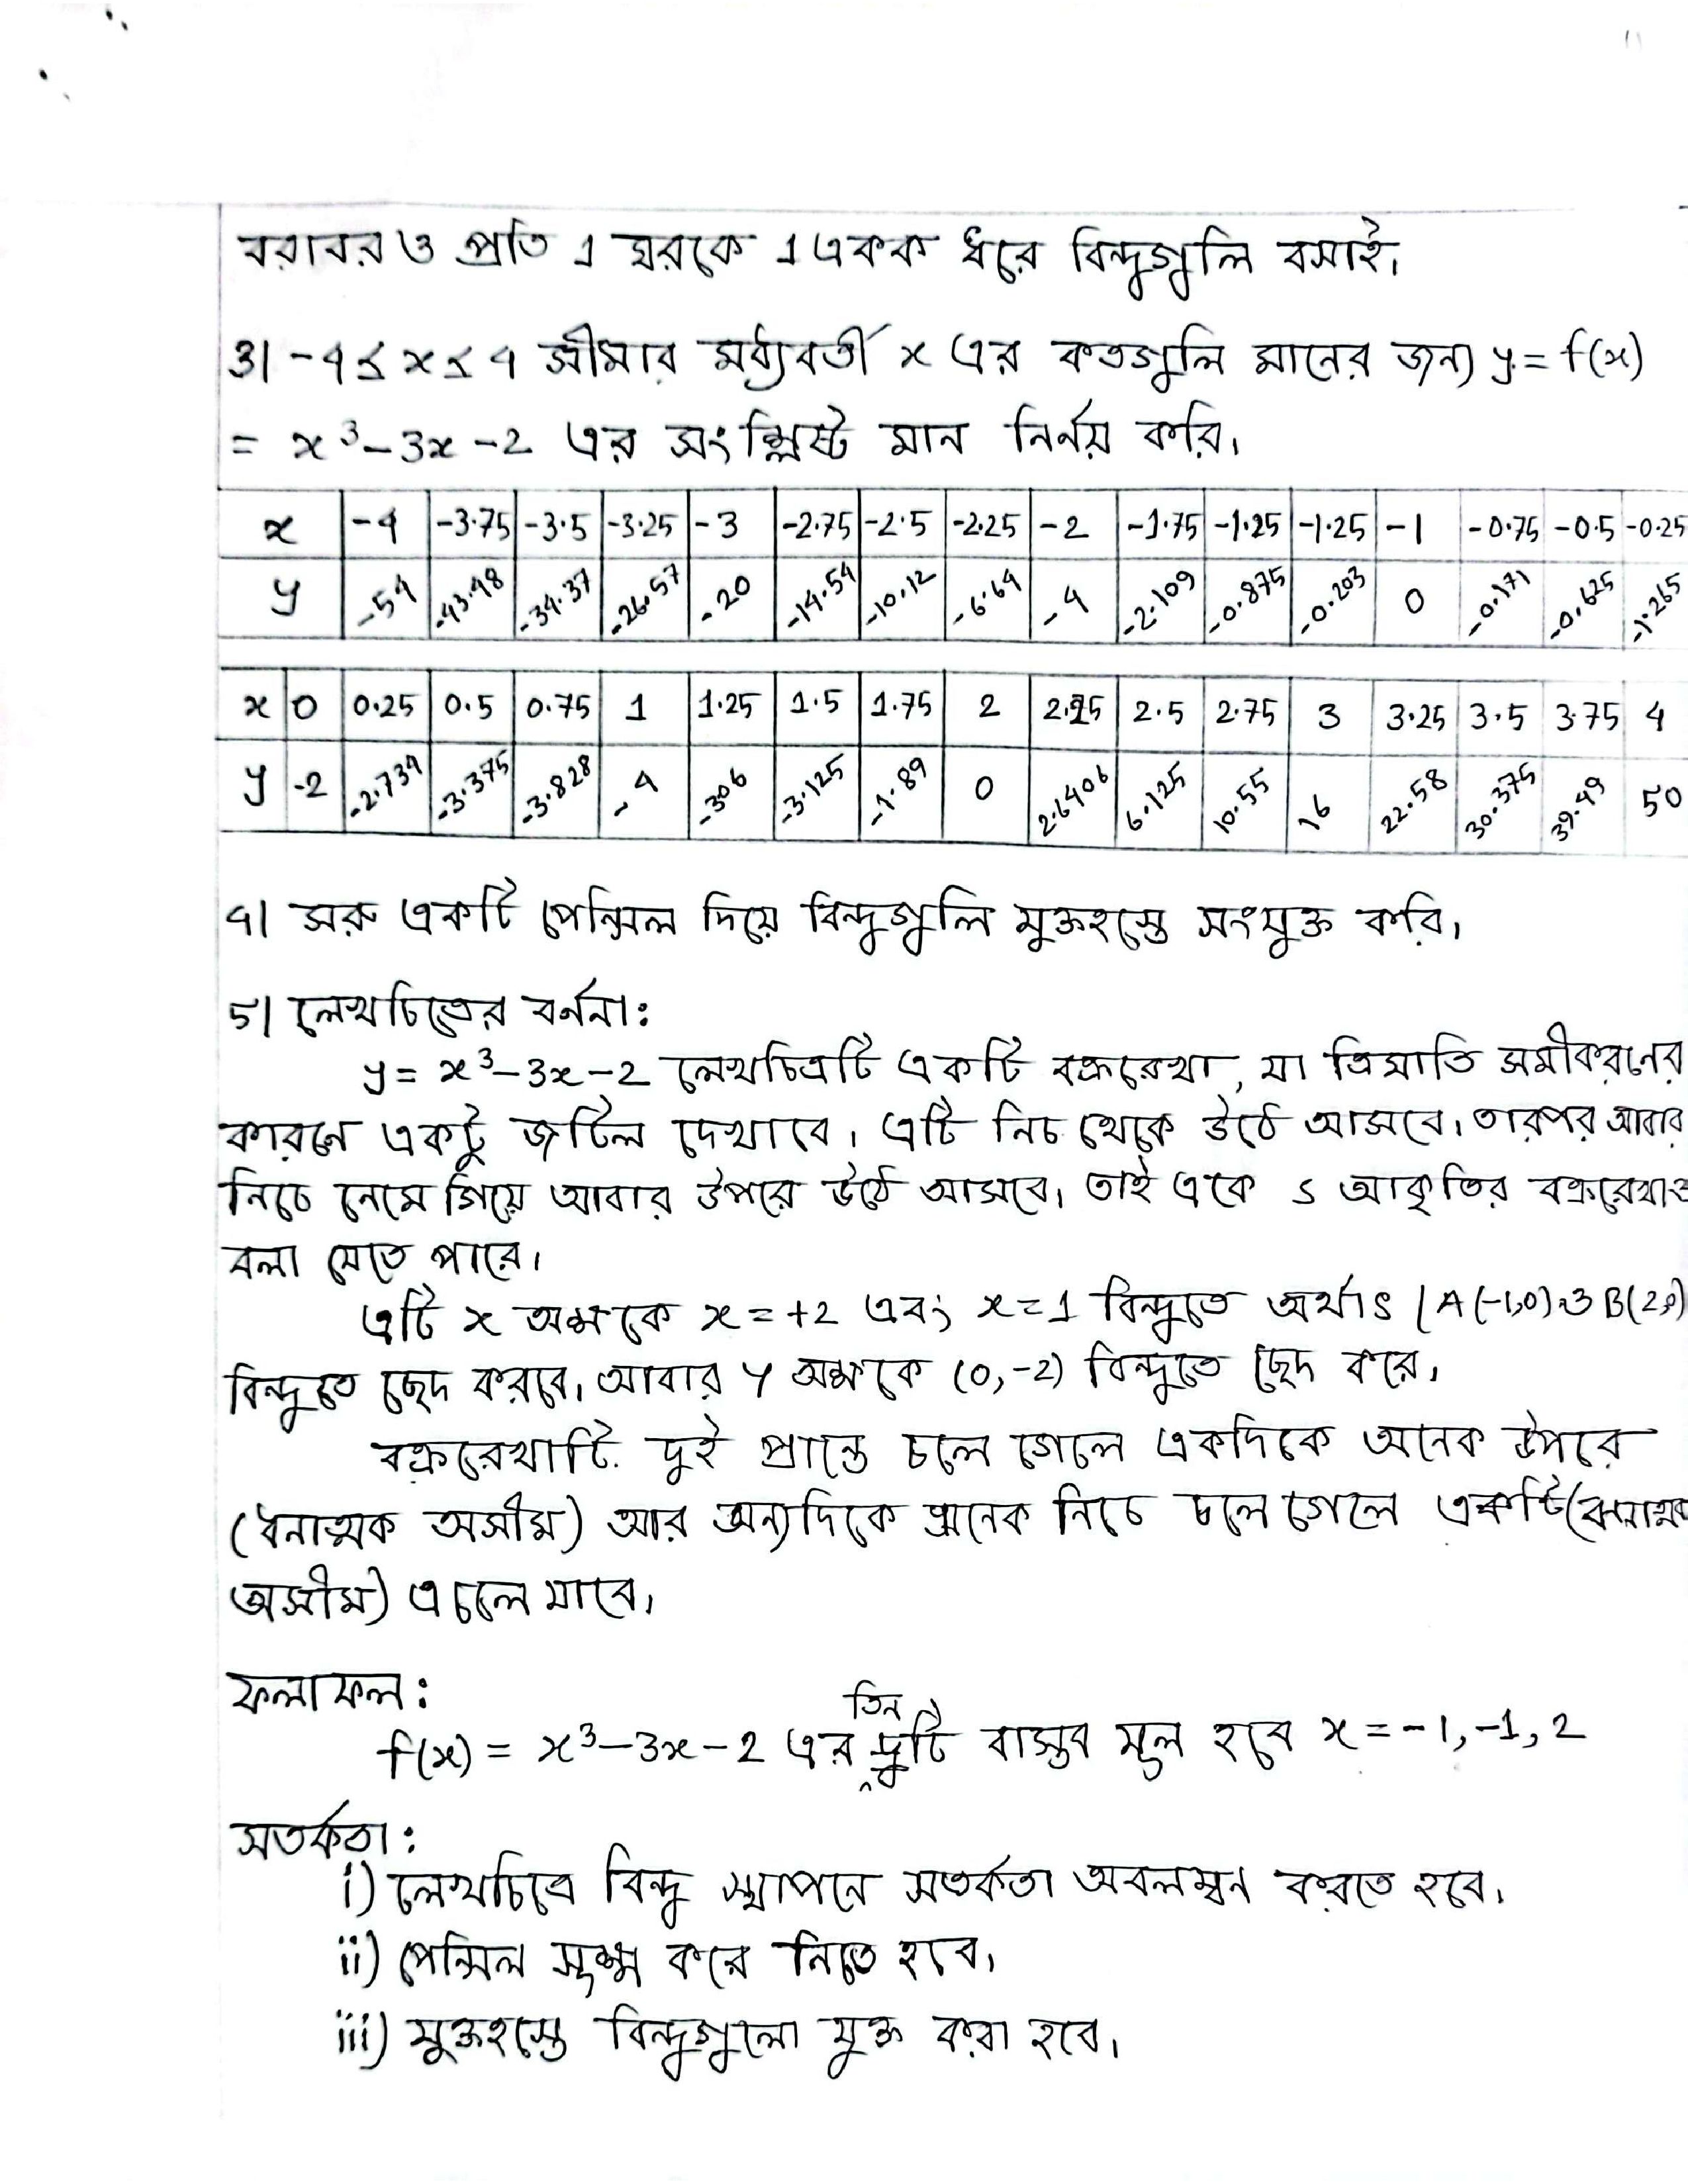 বরাবর ও প্রতি 1 ঘরকে 1 একক ধরে বিন্দুগুলি বসাই।
3। -4 ≤ x ≤ 4 সীমার মধ্যবর্তী x এর কতগুলি মানের জন্য y = f(x)
= x³ – 3x – 2 এর সংশ্লিষ্ট মান নির্নয় করি।
x -4 -3.75 -3.5 -3.25 -3 -2.75 -2.5 -2.25 -2 -1.75 -1.25 -1.25 -1 -0.75 -0.5 -0.25
y -54 -43.48 -34.37 -26.57 -20 -14.54 -10.12 -6.64 -4 -2.109 -0.875 -0.203 0 -0.171 -0.625 -1.265
x 0 0.25 0.5 0.75 1 1.25 1.5 1.75 2 2.25 2.5 2.75 3 3.25 3.5 3.75 4
y -2 -2.734 -3.375 -3.828 -4 -306 -3.125 -1.89 0 2.6406 6.125 10.55 16 22.58 30.375 39.49 50
4। সরু একটি পেন্সিল দিয়ে বিন্দুগুলি মুক্তহস্তে সংযুক্ত করি।
5। লেখচিত্রের বর্ননা:
y = x³ – 3x – 2 লেখচিত্রটি একটি বক্ররেখা, যা ত্রিঘাতি সমীকরনের
কারনে একটু জটিল দেখাবে। এটি নিচ থেকে উঠে আসবে। তারপর আবার
নিচে নেমে গিয়ে আবার উপরে উঠে আসবে। তাই একে S আকৃতির বক্ররেখাও
বলা যেতে পারে।
এটি x অক্ষকে x = +2 এবং x = 1 বিন্দুতে অর্থাৎ A(-1,0) ও B(2,0)
বিন্দুতে ছেদ করবে। আবার y অক্ষকে (0,-2) বিন্দুতে ছেদ করে।
বক্ররেখাটি দুই প্রান্তে চলে গেলে একদিকে অনেক উপরে
(ধনাত্মক অসীম) আর অন্যদিকে অনেক নিচে চলে গেলে একটি (ঋনাত্মক
অসীম) এ চলে যাবে।
ফলাফল:
f(x) = x³ – 3x – 2 এর তিনটি বাস্তব মূল হবে x = -1, -1, 2
সতর্কতা:
i) লেখচিত্রে বিন্দু স্থাপনে সতর্কতা অবলম্বন করতে হবে।
ii) পেন্সিল সূক্ষ্ম করে নিতে হবে।
iii) মুক্তহস্তে বিন্দুগুলো যুক্ত করা হবে।